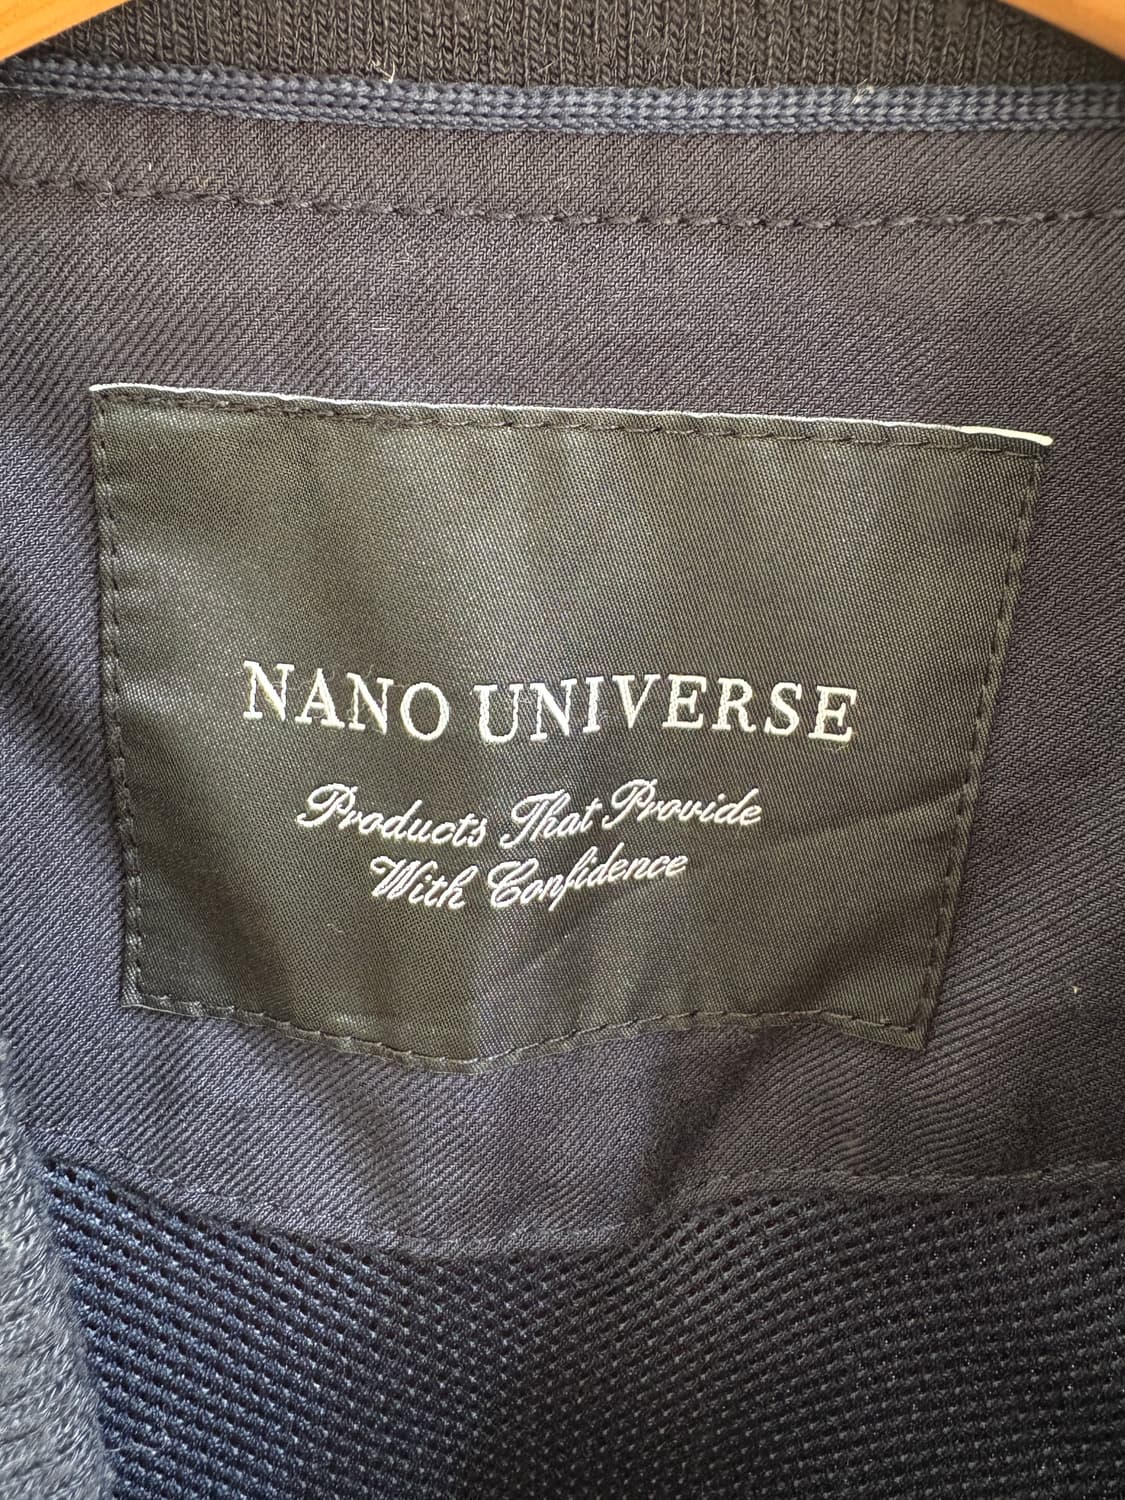 NANO UNIVERSE
Products That Provide
With Confidence